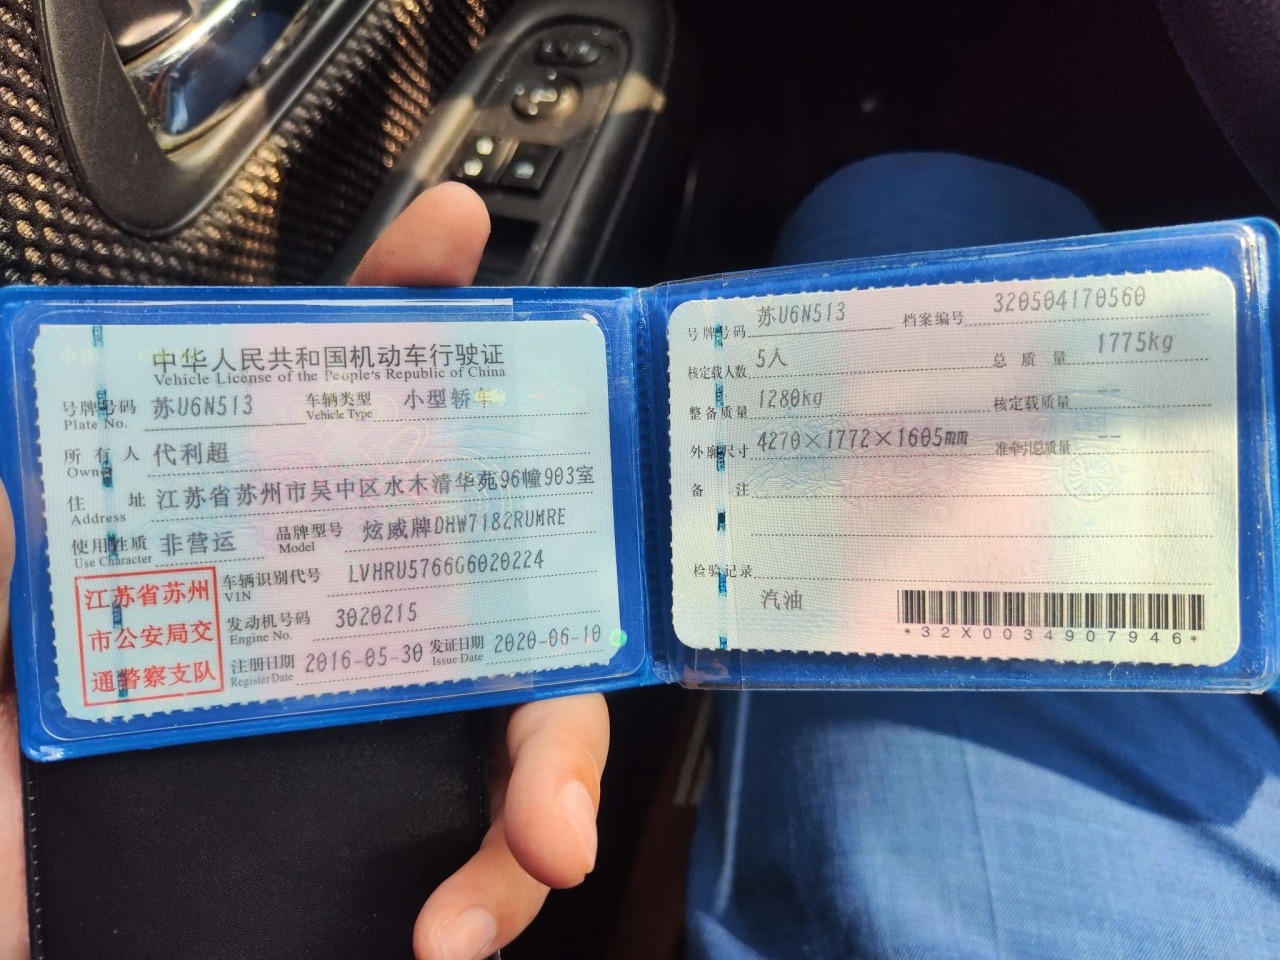 中华人民共和国机动车行驶证
Vehicle License of the People's Republic of China
号牌号码 苏U6N513 车辆类型 小型轿车
Plate No. Vehicle Type
所有人 代利超
Owner
住址 江苏省苏州市吴中区水木清华苑96幢903室
Address
使用性质 非营运 品牌型号 炫威牌DHW7182RUMRE
Use Character Model
江苏省苏州
市公安局交
通警察支队
车辆识别代号 LVHRU5766G6020224
VIN
发动机号码 3020215
Engine No.
注册日期 2016-05-30 发证日期 2020-06-10
Register Date Issue Date
号牌号码 苏U6N513 档案编号 320504170560
核定载人数 5人 总质量 1775kg
整备质量 1280kg 核定载质量 --
外廓尺寸 4270×1772×1605mm 准牵引总质量 --
备注
检验记录
汽油
*32X0034907946*